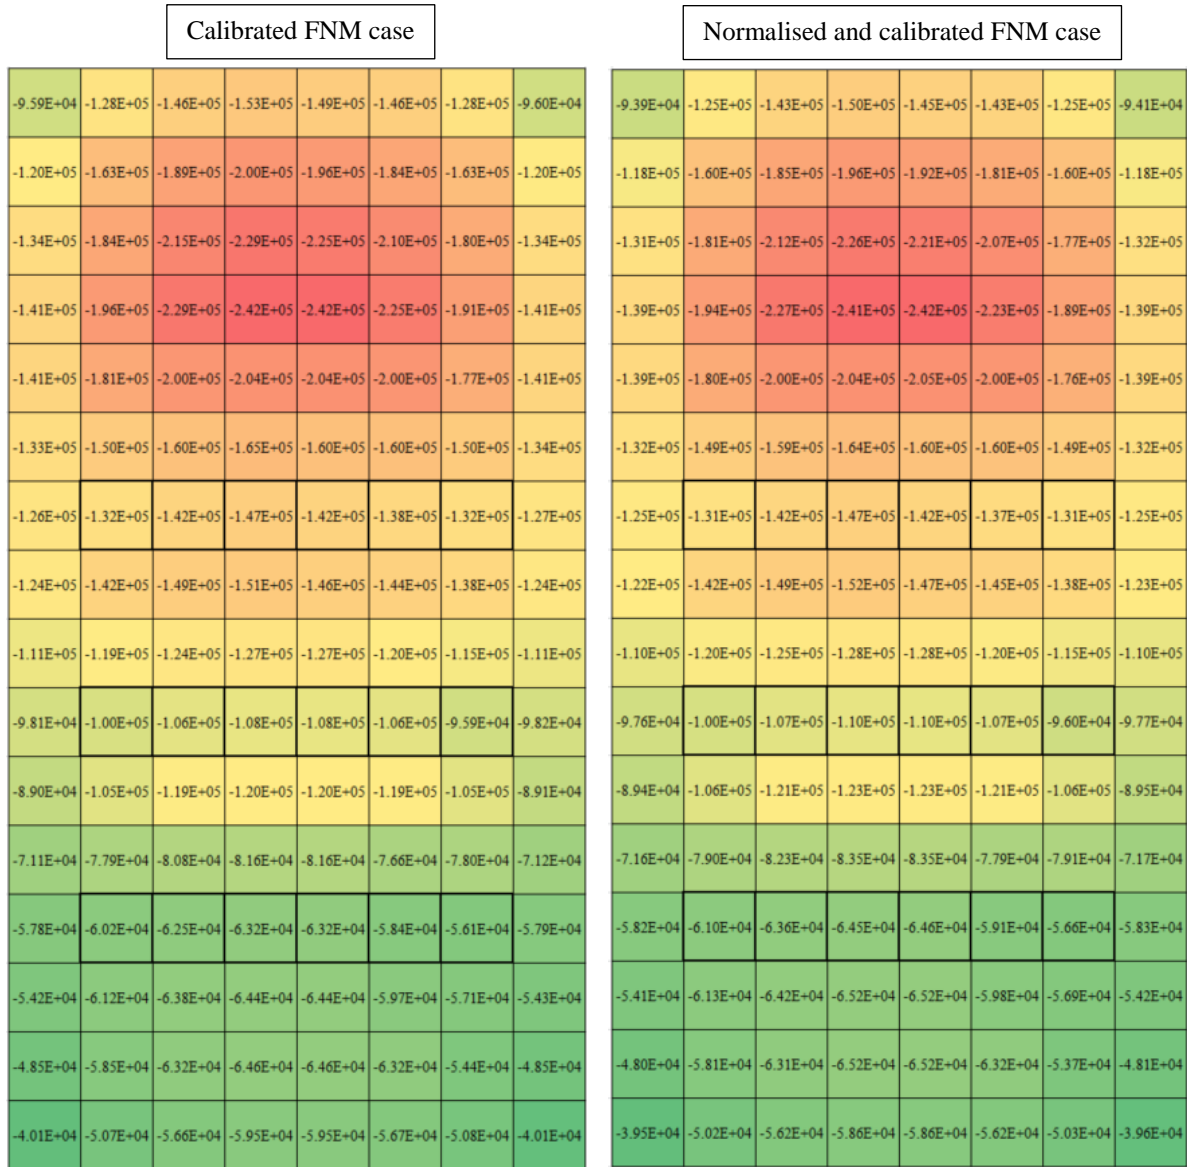 Calibrated FNM case
Normalised and calibrated FNM case
-9.59E+04 -1.28E+05 -1.46E+05 -1.53E+05 -1.49E+05 -1.46E+05 -1.28E+05 -9.60E+04
-1.20E+05 -1.63E+05 -1.89E+05 -2.00E+05 -1.96E+05 -1.84E+05 -1.63E+05 -1.20E+05
-1.34E+05 -1.84E+05 -2.15E+05 -2.29E+05 -2.25E+05 -2.10E+05 -1.80E+05 -1.34E+05
-1.41E+05 -1.96E+05 -2.29E+05 -2.42E+05 -2.42E+05 -2.25E+05 -1.91E+05 -1.41E+05
-1.41E+05 -1.81E+05 -2.00E+05 -2.04E+05 -2.04E+05 -2.00E+05 -1.77E+05 -1.41E+05
-1.33E+05 -1.50E+05 -1.60E+05 -1.65E+05 -1.60E+05 -1.60E+05 -1.50E+05 -1.34E+05
-1.26E+05 -1.32E+05 -1.42E+05 -1.47E+05 -1.42E+05 -1.38E+05 -1.32E+05 -1.27E+05
-1.24E+05 -1.42E+05 -1.49E+05 -1.51E+05 -1.46E+05 -1.44E+05 -1.38E+05 -1.24E+05
-1.11E+05 -1.19E+05 -1.24E+05 -1.27E+05 -1.27E+05 -1.20E+05 -1.15E+05 -1.11E+05
-9.81E+04 -1.00E+05 -1.06E+05 -1.08E+05 -1.08E+05 -1.06E+05 -9.59E+04 -9.82E+04
-8.90E+04 -1.05E+05 -1.19E+05 -1.20E+05 -1.20E+05 -1.19E+05 -1.05E+05 -8.91E+04
-7.11E+04 -7.79E+04 -8.08E+04 -8.16E+04 -8.16E+04 -7.66E+04 -7.80E+04 -7.12E+04
-5.78E+04 -6.02E+04 -6.25E+04 -6.32E+04 -6.32E+04 -5.84E+04 -5.61E+04 -5.79E+04
-5.42E+04 -6.12E+04 -6.38E+04 -6.44E+04 -6.44E+04 -5.97E+04 -5.71E+04 -5.43E+04
-4.85E+04 -5.85E+04 -6.32E+04 -6.46E+04 -6.46E+04 -6.32E+04 -5.44E+04 -4.85E+04
-4.01E+04 -5.07E+04 -5.66E+04 -5.95E+04 -5.95E+04 -5.67E+04 -5.08E+04 -4.01E+04
-9.39E+04 -1.25E+05 -1.43E+05 -1.50E+05 -1.45E+05 -1.43E+05 -1.25E+05 -9.41E+04
-1.18E+05 -1.60E+05 -1.85E+05 -1.96E+05 -1.92E+05 -1.81E+05 -1.60E+05 -1.18E+05
-1.31E+05 -1.81E+05 -2.12E+05 -2.26E+05 -2.21E+05 -2.07E+05 -1.77E+05 -1.32E+05
-1.39E+05 -1.94E+05 -2.27E+05 -2.41E+05 -2.42E+05 -2.23E+05 -1.89E+05 -1.39E+05
-1.39E+05 -1.80E+05 -2.00E+05 -2.04E+05 -2.05E+05 -2.00E+05 -1.76E+05 -1.39E+05
-1.32E+05 -1.49E+05 -1.59E+05 -1.64E+05 -1.60E+05 -1.60E+05 -1.49E+05 -1.32E+05
-1.25E+05 -1.31E+05 -1.42E+05 -1.47E+05 -1.42E+05 -1.37E+05 -1.31E+05 -1.25E+05
-1.22E+05 -1.42E+05 -1.49E+05 -1.52E+05 -1.47E+05 -1.45E+05 -1.38E+05 -1.23E+05
-1.10E+05 -1.20E+05 -1.25E+05 -1.28E+05 -1.28E+05 -1.20E+05 -1.15E+05 -1.10E+05
-9.76E+04 -1.00E+05 -1.07E+05 -1.10E+05 -1.10E+05 -1.07E+05 -9.60E+04 -9.77E+04
-8.94E+04 -1.06E+05 -1.21E+05 -1.23E+05 -1.23E+05 -1.21E+05 -1.06E+05 -8.95E+04
-7.16E+04 -7.90E+04 -8.23E+04 -8.35E+04 -8.35E+04 -7.79E+04 -7.91E+04 -7.17E+04
-5.82E+04 -6.10E+04 -6.36E+04 -6.45E+04 -6.46E+04 -5.91E+04 -5.66E+04 -5.83E+04
-5.41E+04 -6.13E+04 -6.42E+04 -6.52E+04 -6.52E+04 -5.98E+04 -5.69E+04 -5.42E+04
-4.80E+04 -5.81E+04 -6.31E+04 -6.52E+04 -6.52E+04 -6.32E+04 -5.37E+04 -4.81E+04
-3.95E+04 -5.02E+04 -5.62E+04 -5.86E+04 -5.86E+04 -5.62E+04 -5.03E+04 -3.96E+04